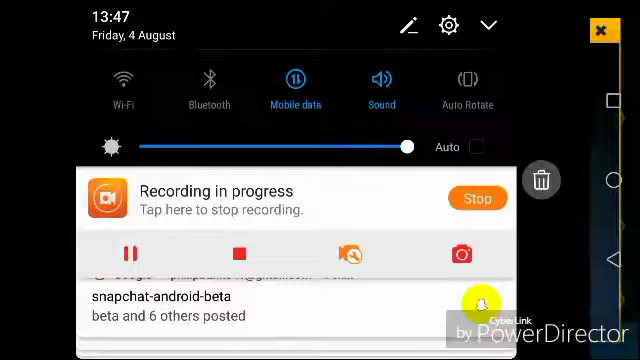 13:47
Friday, 4 August
Wi-Fi
Bluetooth
Mobile data
Sound
Auto Rotate
Auto
Recording in progress
Tap here to stop recording.
Stop
snapchat-android-beta
beta and 6 others posted
CyberLink
by PowerDirector